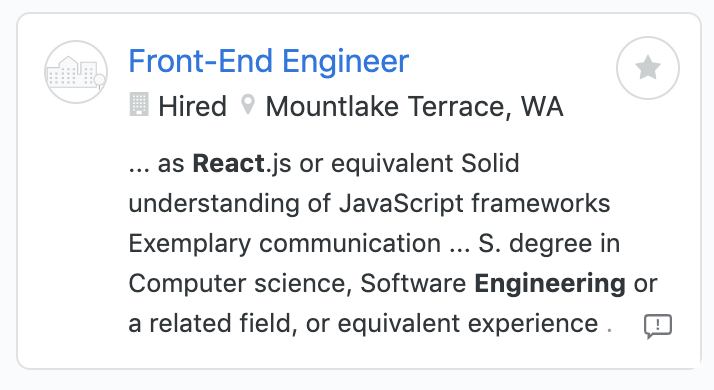 Front-End Engineer
Hired Mountlake Terrace, WA
... as React.js or equivalent Solid
understanding of JavaScript frameworks
Exemplary communication ... S. degree in
Computer science, Software Engineering or
a related field, or equivalent experience .